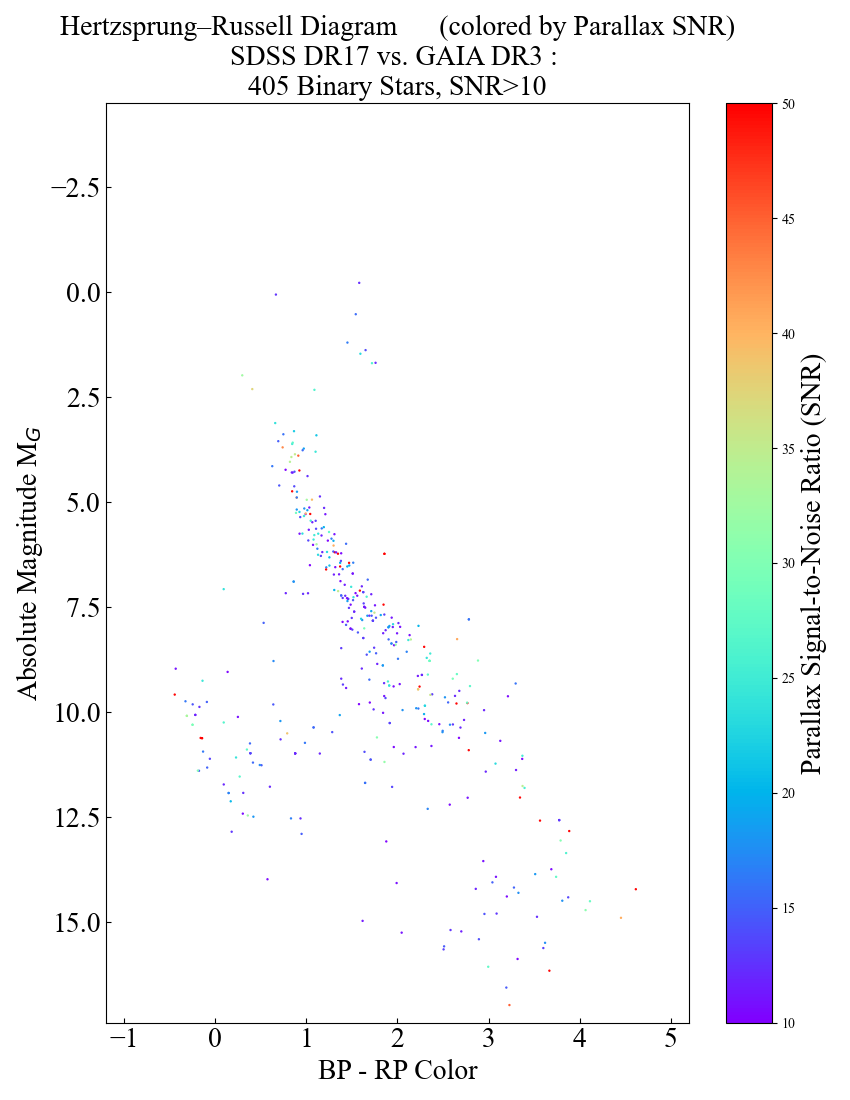 Hertzsprung–Russell Diagram (colored by Parallax SNR)
SDSS DR17 vs. GAIA DR3 :
405 Binary Stars, SNR>10
Absolute Magnitude M_G
−2.5
0.0
2.5
5.0
7.5
10.0
12.5
15.0
−1 0 1 2 3 4 5
BP - RP Color
50
45
40
35
30
25
20
15
10
Parallax Signal-to-Noise Ratio (SNR)